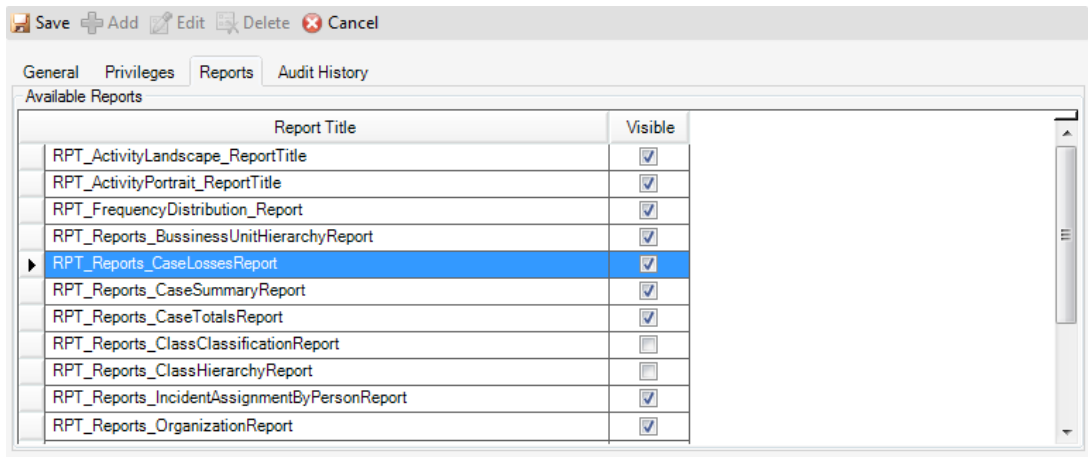 Save Add Edit Delete Cancel
General Privileges Reports Audit History
Available Reports
Report Title Visible
RPT_ActivityLandscape_ReportTitle
RPT_ActivityPortrait_ReportTitle
RPT_FrequencyDistribution_Report
RPT_Reports_BussinessUnitHierarchyReport
RPT_Reports_CaseLossesReport
RPT_Reports_CaseSummaryReport
RPT_Reports_CaseTotalsReport
RPT_Reports_ClassClassificationReport
RPT_Reports_ClassHierarchyReport
RPT_Reports_IncidentAssignmentByPersonReport
RPT_Reports_OrganizationReport